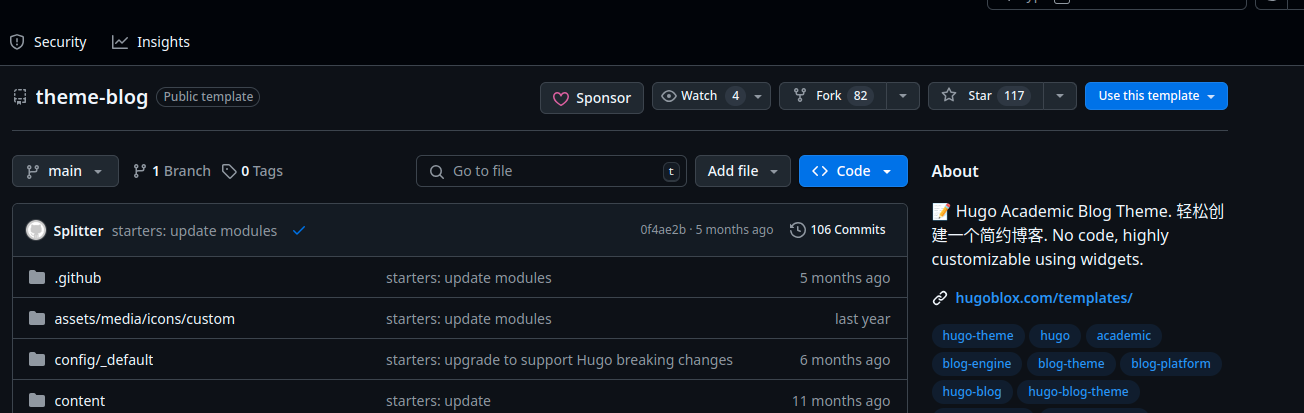 Security Insights
theme-blog Public template Sponsor Watch 4 Fork 82 Star 117 Use this template
main 1 Branch 0 Tags Go to file t Add file Code
About
📝 Hugo Academic Blog Theme. 轻松创
建一个简约博客. No code, highly
customizable using widgets.
hugoblox.com/templates/
hugo-theme hugo academic
blog-engine blog-theme blog-platform
hugo-blog hugo-blog-theme
Splitter starters: update modules 0f4ae2b · 5 months ago 106 Commits
.github starters: update modules 5 months ago
assets/media/icons/custom starters: update modules last year
config/_default starters: upgrade to support Hugo breaking changes 6 months ago
content starters: update 11 months ago